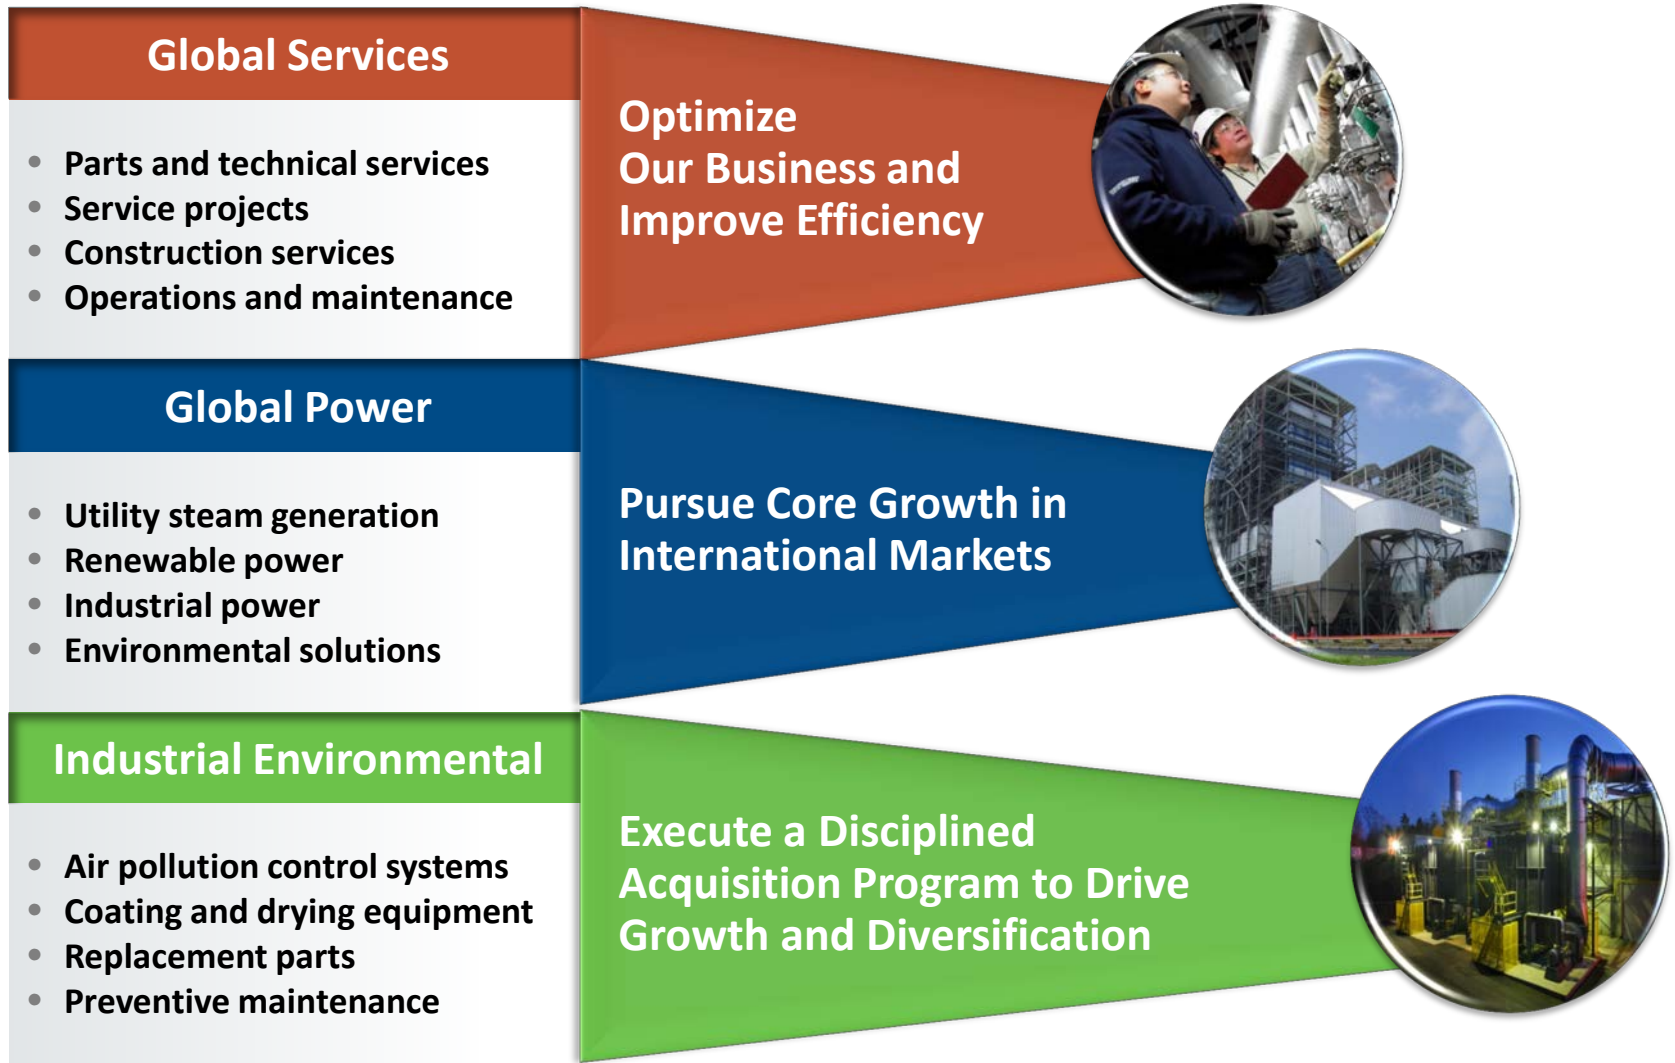 Global Services
• Parts and technical services
• Service projects
• Construction services
• Operations and maintenance
Optimize
Our Business and
Improve Efficiency
Global Power
• Utility steam generation
• Renewable power
• Industrial power
• Environmental solutions
Pursue Core Growth in
International Markets
Industrial Environmental
• Air pollution control systems
• Coating and drying equipment
• Replacement parts
• Preventive maintenance
Execute a Disciplined
Acquisition Program to Drive
Growth and Diversification